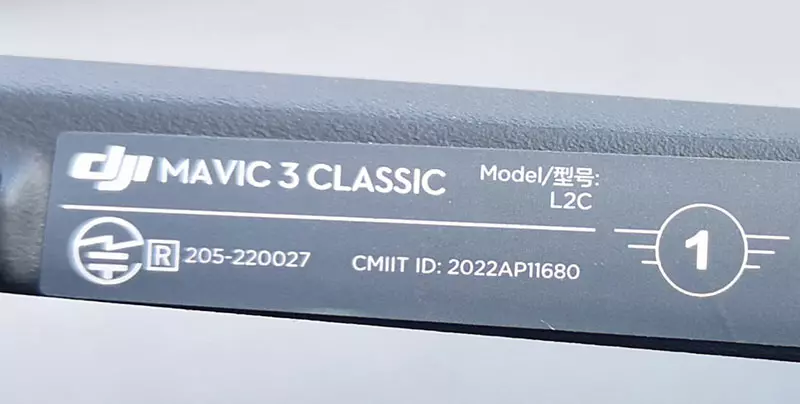 dji MAVIC 3 CLASSIC
Model/型号:
L2C
R 205-220027 CMIIT ID: 2022AP11680
1